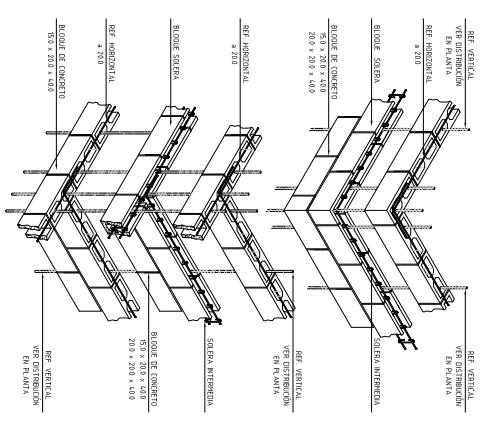 REF. VERTICAL
VER DISTRIBUCIÓN
EN PLANTA
REF. HORIZONTAL
a 20.0
BLOQUE SOLERA
BLOQUE DE CONCRETO
15.0 x 20.0 x 40.0
20.0 x 20.0 x 40.0
REF. VERTICAL
VER DISTRIBUCIÓN
EN PLANTA
SOLERA INTERMEDIA
REF. HORIZONTAL
a 20.0
BLOQUE SOLERA
REF. HORIZONTAL
a 20.0
BLOQUE DE CONCRETO
15.0 x 20.0 x 40.0
REF. VERTICAL
VER DISTRIBUCIÓN
EN PLANTA
SOLERA INTERMEDIA
BLOQUE DE CONCRETO
15.0 x 20.0 x 40.0
20.0 x 20.0 x 40.0
REF. VERTICAL
VER DISTRIBUCIÓN
EN PLANTA